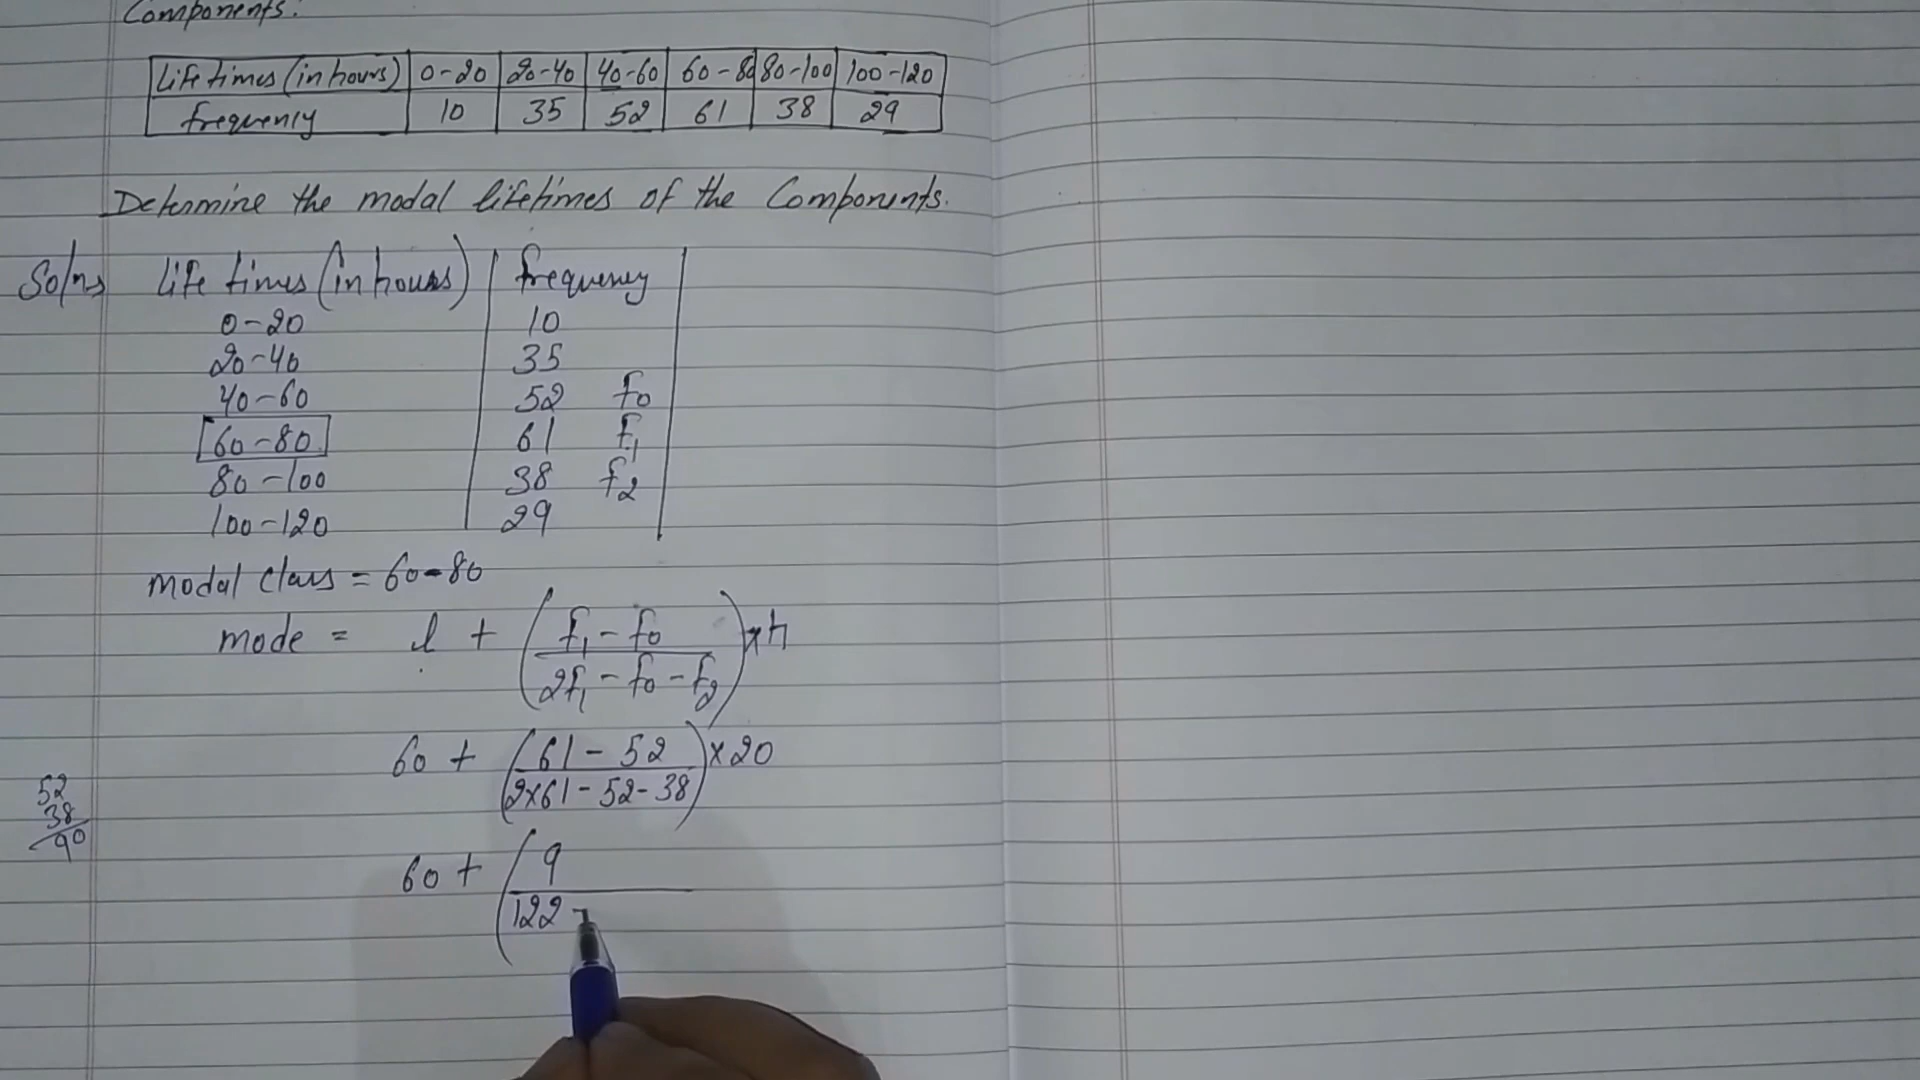 Components.
Life times (in hours) 0-20 20-40 40-60 60-80 80-100 100-120
frequency 10 35 52 61 38 29
Determine the modal lifetimes of the Components.
Soln Life times (in hours) frequency
0-20 10
20-40 35
40-60 52 f0
60-80 61 f1
80-100 38 f2
100-120 29
modal class = 60-80
mode = l + (f1 - f0 / 2f1 - f0 - f2) × h
60 + (61 - 52 / 2×61 - 52 - 38) × 20
52
38
90
60 + (9 / 122 -